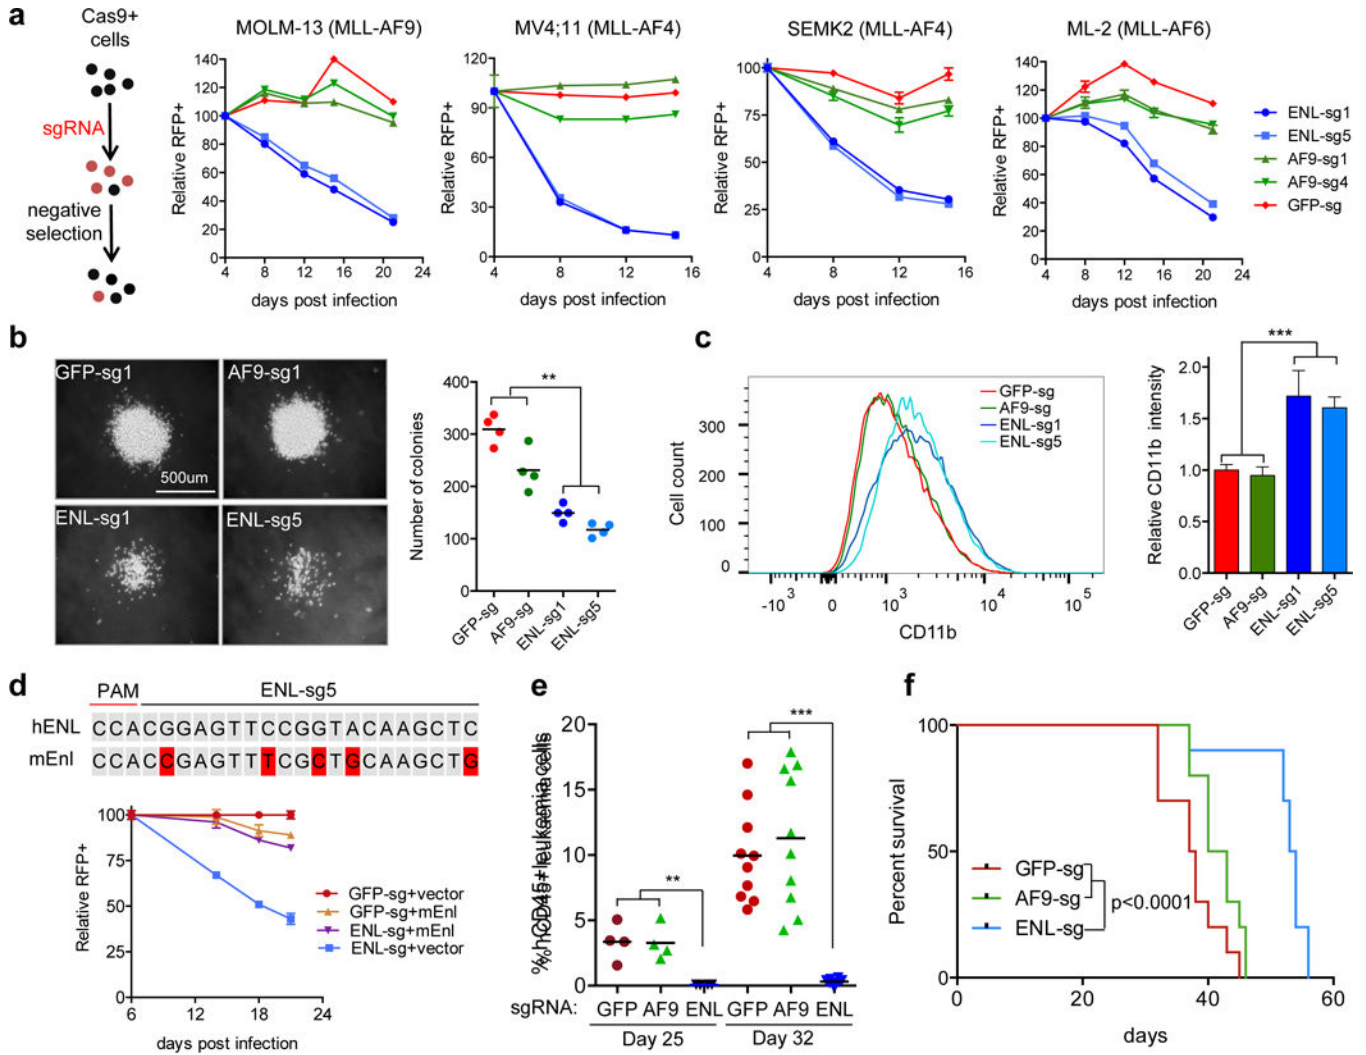 a
Cas9+
cells
sgRNA
negative
selection
MOLM-13 (MLL-AF9)
Relative RFP+
140
120
100
80
60
40
20
0
4 8 12 16 20 24
days post infection
MV4;11 (MLL-AF4)
Relative RFP+
120
90
60
30
0
4 8 12 16
days post infection
SEMK2 (MLL-AF4)
Relative RFP+
100
75
50
25
0
4 8 12 16
days post infection
ML-2 (MLL-AF6)
Relative RFP+
140
120
100
80
60
40
20
0
4 8 12 16 20 24
days post infection
ENL-sg1
ENL-sg5
AF9-sg1
AF9-sg4
GFP-sg
b
GFP-sg1
AF9-sg1
500um
ENL-sg1
ENL-sg5
Number of colonies
400
300
200
100
0
**
GFP-sg
AF9-sg
ENL-sg1
ENL-sg5
c
Cell count
300
200
100
0
-10 3 0 10 3 10 4 10 5
CD11b
GFP-sg
AF9-sg
ENL-sg1
ENL-sg5
Relative CD11b intensity
2.0
1.5
1.0
0.5
0.0
***
GFP-sg
AF9-sg
ENL-sg1
ENL-sg5
d
PAM ENL-sg5
hENL CCACGGAGTTCCGGTACAAGCTC
mEnl CCACCGAGTTTCGCTGCAAGCTG
Relative RFP+
100
75
50
25
0
6 12 18 24
days post infection
GFP-sg+vector
GFP-sg+mEnl
ENL-sg+mEnl
ENL-sg+vector
e
%hCD45+ leukemia cells
20
15
10
5
0
**
***
sgRNA: GFP AF9 ENL GFP AF9 ENL
Day 25 Day 32
f
Percent survival
100
50
0
0 20 40 60
days
GFP-sg
AF9-sg
ENL-sg
p<0.0001